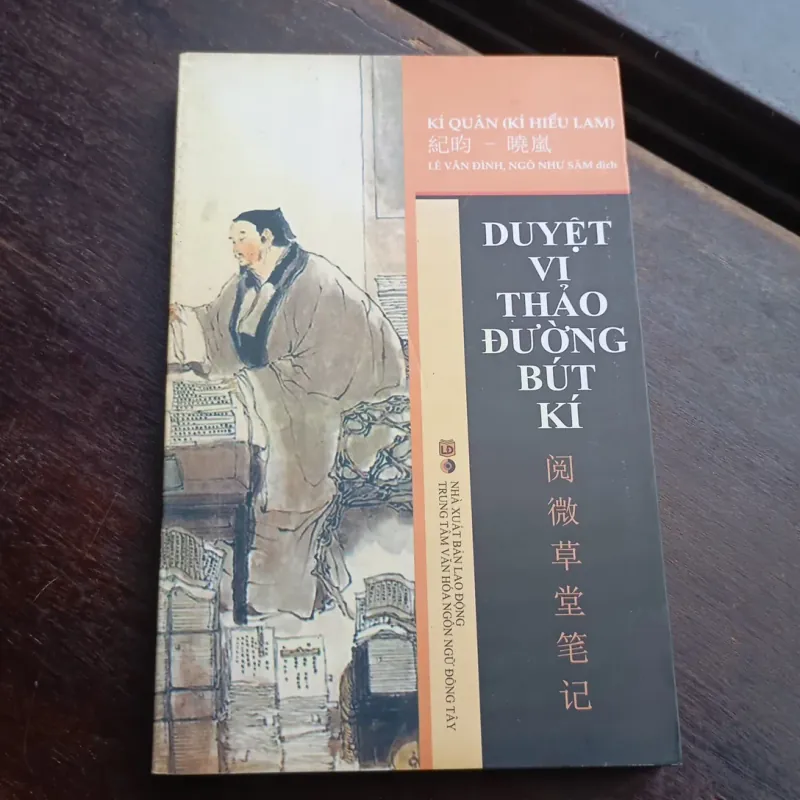 KỈ QUÂN (KỈ HIỂU LAM)
紀昀 - 曉嵐
LÊ VĂN ĐÌNH, NGÔ NHƯ SÂM dịch
DUYỆT
VI
THẢO
ĐƯỜNG
BÚT
KÍ
阅微草堂笔记
LĐ
NHÀ XUẤT BẢN LAO ĐỘNG
TRUNG TÂM VĂN HÓA NGÔN NGỮ ĐÔNG TÂY